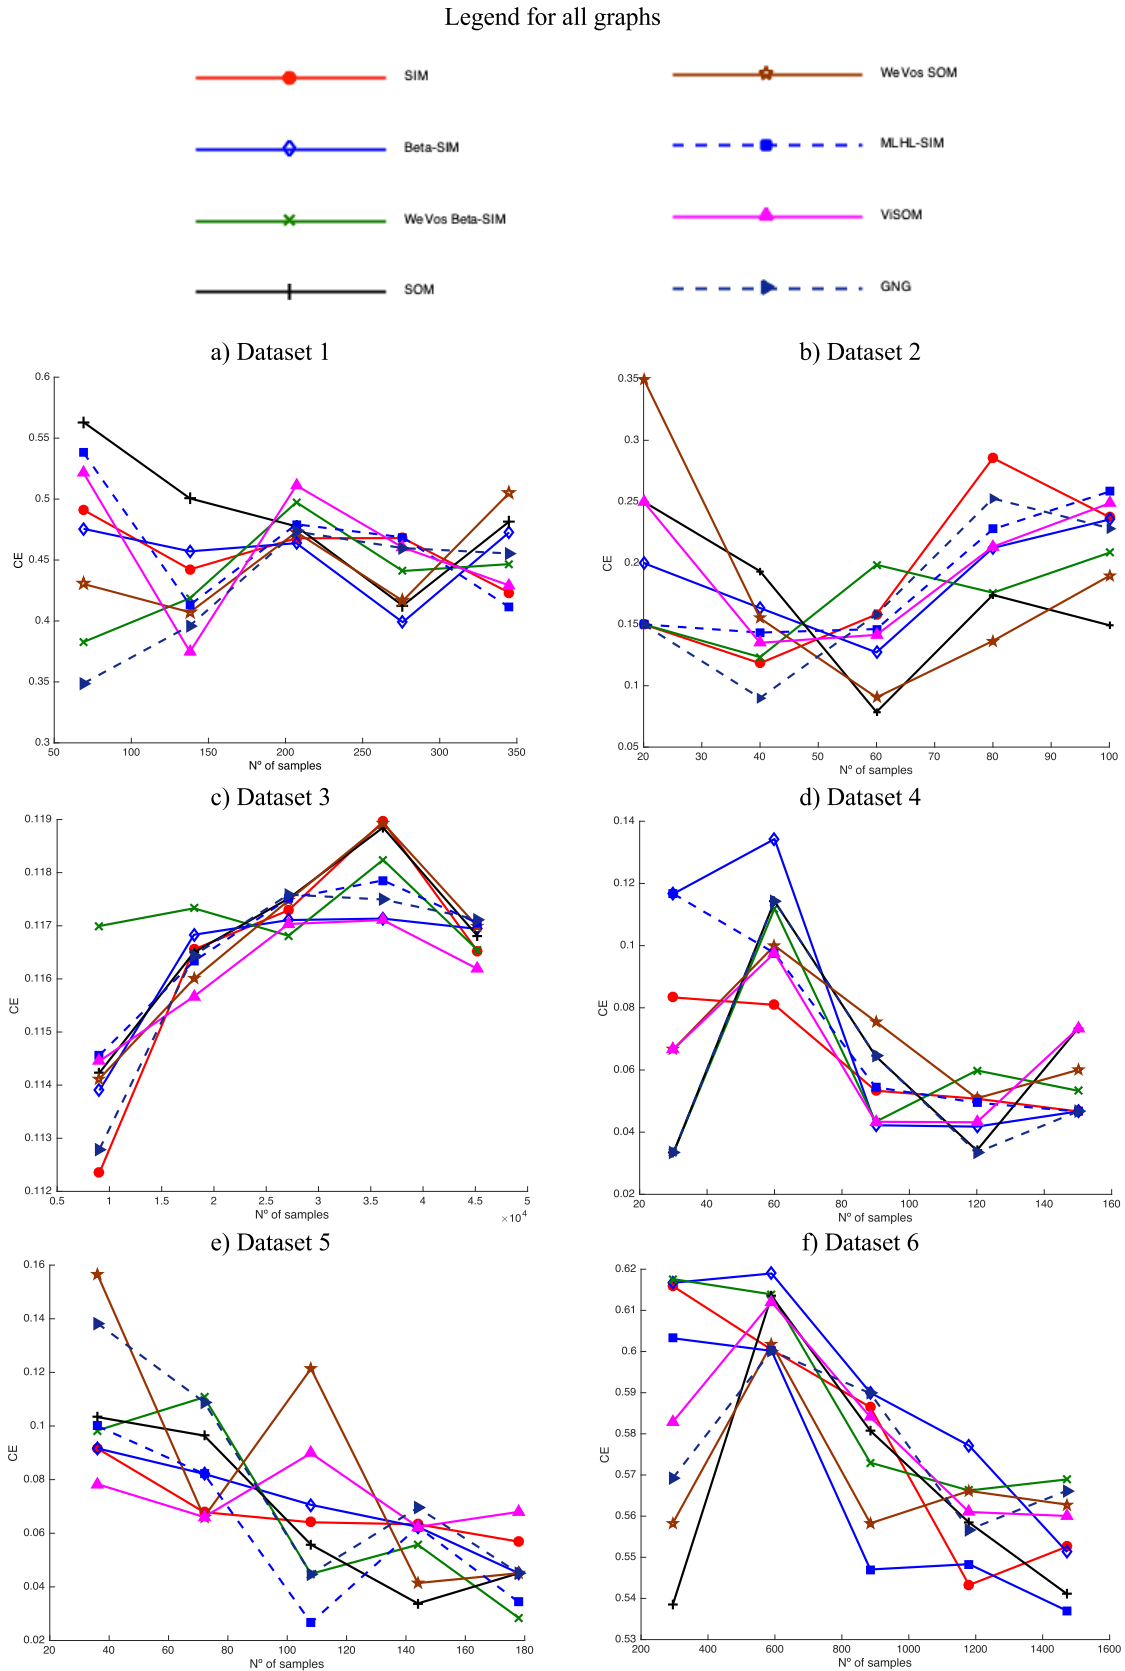 Legend for all graphs
SIM
WeVos SOM
Beta-SIM
MLHL-SIM
WeVos Beta-SIM
ViSOM
SOM
GNG
a) Dataset 1
0.6
0.55
0.5
0.45
0.4
0.35
0.3
CE
50 100 150 200 250 300 350
Nº of samples
b) Dataset 2
0.35
0.3
0.25
0.2
0.15
0.1
0.05
CE
20 30 40 50 60 70 80 90 100
Nº of samples
c) Dataset 3
0.119
0.118
0.117
0.116
0.115
0.114
0.113
0.112
CE
0.5 1 1.5 2 2.5 3 3.5 4 4.5 5
Nº of samples
×10⁴
d) Dataset 4
0.14
0.12
0.1
0.08
0.06
0.04
0.02
CE
20 40 60 80 100 120 140 160
Nº of samples
e) Dataset 5
0.16
0.14
0.12
0.1
0.08
0.06
0.04
0.02
CE
20 40 60 80 100 120 140 160 180
Nº of samples
f) Dataset 6
0.62
0.61
0.6
0.59
0.58
0.57
0.56
0.55
0.54
0.53
CE
200 400 600 800 1000 1200 1400 1600
Nº of samples